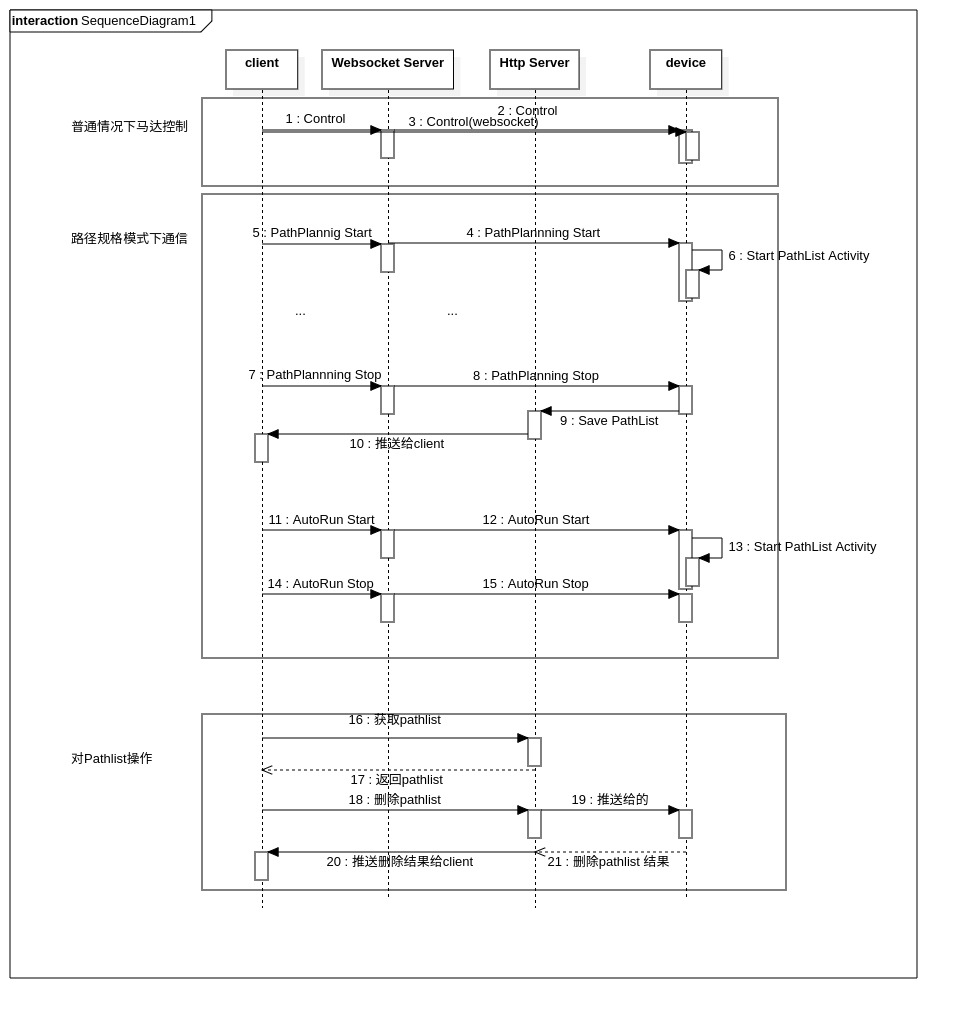 interaction SequenceDiagram1
client
Websocket Server
Http Server
device
2 : Control
1 : Control
3 : Control(websocket)
普通情况下马达控制
5 : PathPlannig Start
4 : PathPlannning Start
路径规格模式下通信
6 : Start PathList Activity
...
...
7 : PathPlannning Stop
8 : PathPlanning Stop
9 : Save PathList
10 : 推送给client
11 : AutoRun Start
12 : AutoRun Start
13 : Start PathList Activity
14 : AutoRun Stop
15 : AutoRun Stop
16 : 获取pathlist
对Pathlist操作
17 : 返回pathlist
18 : 删除pathlist
19 : 推送给的
20 : 推送删除结果给client
21 : 删除pathlist 结果